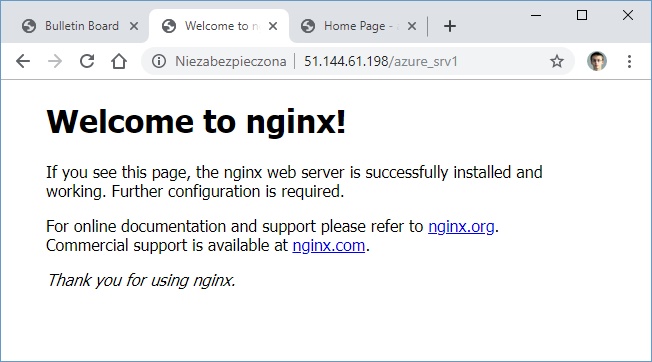 Bulletin Board
Welcome to n
Home Page -
Niezabezpieczona | 51.144.61.198/azure_srv1
Welcome to nginx!
If you see this page, the nginx web server is successfully installed and
working. Further configuration is required.
For online documentation and support please refer to nginx.org.
Commercial support is available at nginx.com.
Thank you for using nginx.